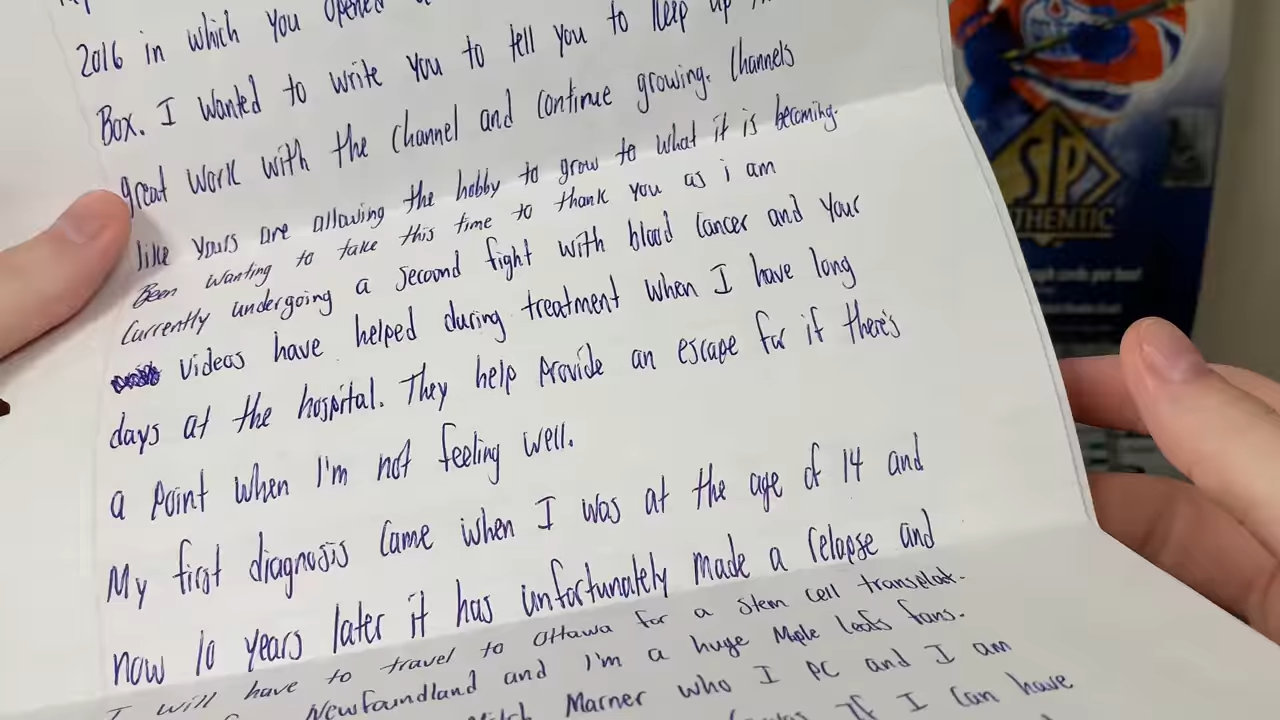 2016 in which you opened
Box. I wanted to write you to tell you to keep up
great work with the channel and continue growing. Channels
like yours are allowing the hobby to grow to what it is becoming.
Been wanting to take this time to thank you as i am
Currently undergoing a second fight with blood cancer and your
videos have helped during treatment when I have long
days at the hospital. They help provide an escape for if there's
a point when I'm not feeling well.
My first diagnosis came when I was at the age of 14 and
now 10 years later it has unfortunately made a relapse and
I will have to travel to Ottawa for a stem cell transplant.
Newfoundland and I'm a huge Maple Leafs fans.
Mitch Marner who I PC and I am
If I can have
SP
AUTHENTIC